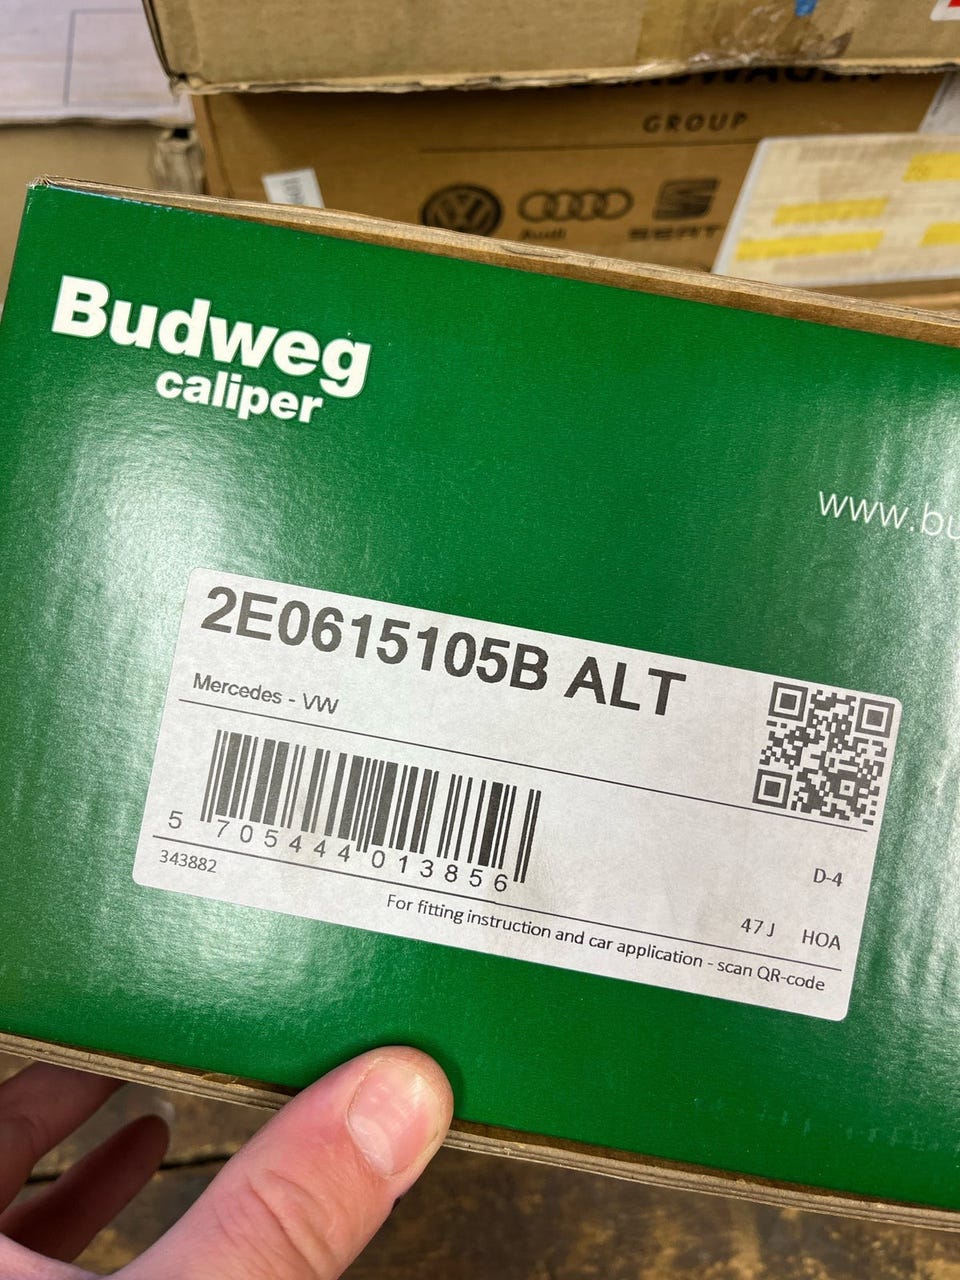 GROUP
Audi
SEAT
Budweg
caliper
www.bu
2E0615105B ALT
Mercedes - VW
5 705444 013856
343882
D-4
47 J HOA
For fitting instruction and car application - scan QR-code